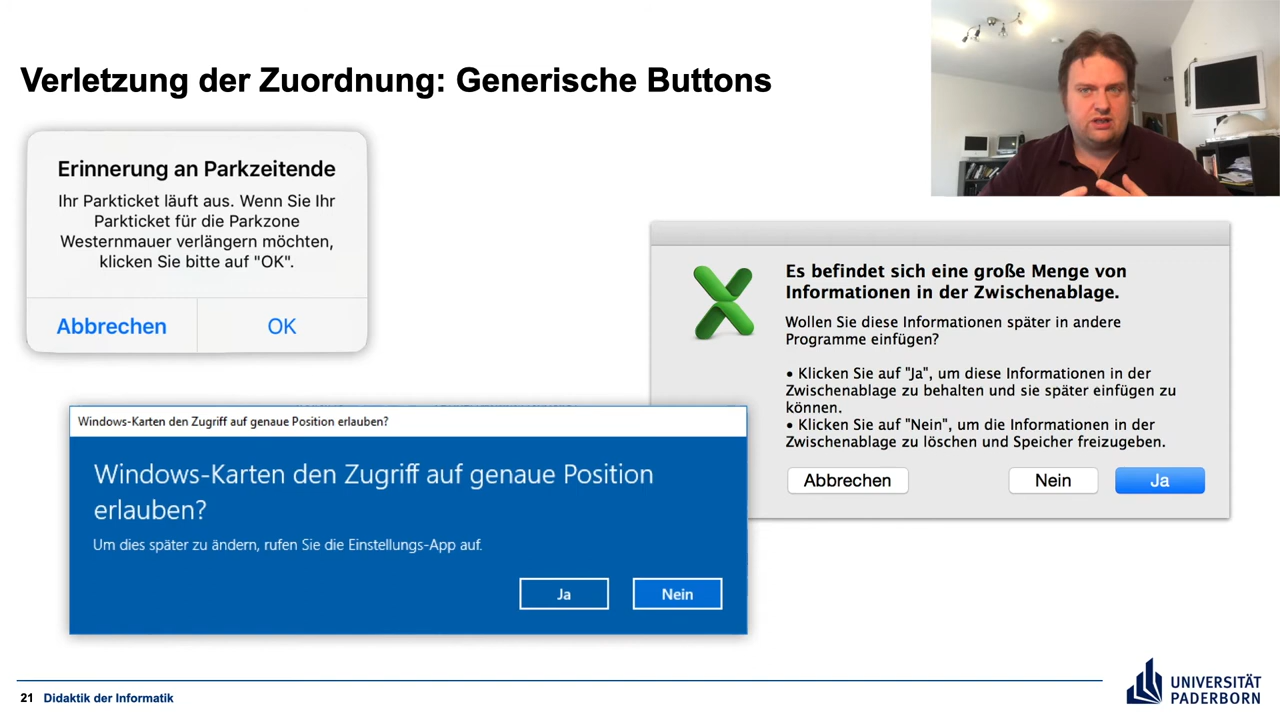 Verletzung der Zuordnung: Generische Buttons
Erinnerung an Parkzeitende
Ihr Parkticket läuft aus. Wenn Sie Ihr
Parkticket für die Parkzone
Westernmauer verlängern möchten,
klicken Sie bitte auf "OK".
Abbrechen
OK
Es befindet sich eine große Menge von
Informationen in der Zwischenablage.
Wollen Sie diese Informationen später in andere
Programme einfügen?
• Klicken Sie auf "Ja", um diese Informationen in der
Zwischenablage zu behalten und sie später einfügen zu
können.
• Klicken Sie auf "Nein", um die Informationen in der
Zwischenablage zu löschen und Speicher freizugeben.
Abbrechen
Nein
Ja
Windows-Karten den Zugriff auf genaue Position erlauben?
Windows-Karten den Zugriff auf genaue Position
erlauben?
Um dies später zu ändern, rufen Sie die Einstellungs-App auf.
Ja
Nein
21 Didaktik der Informatik
UNIVERSITÄT
PADERBORN